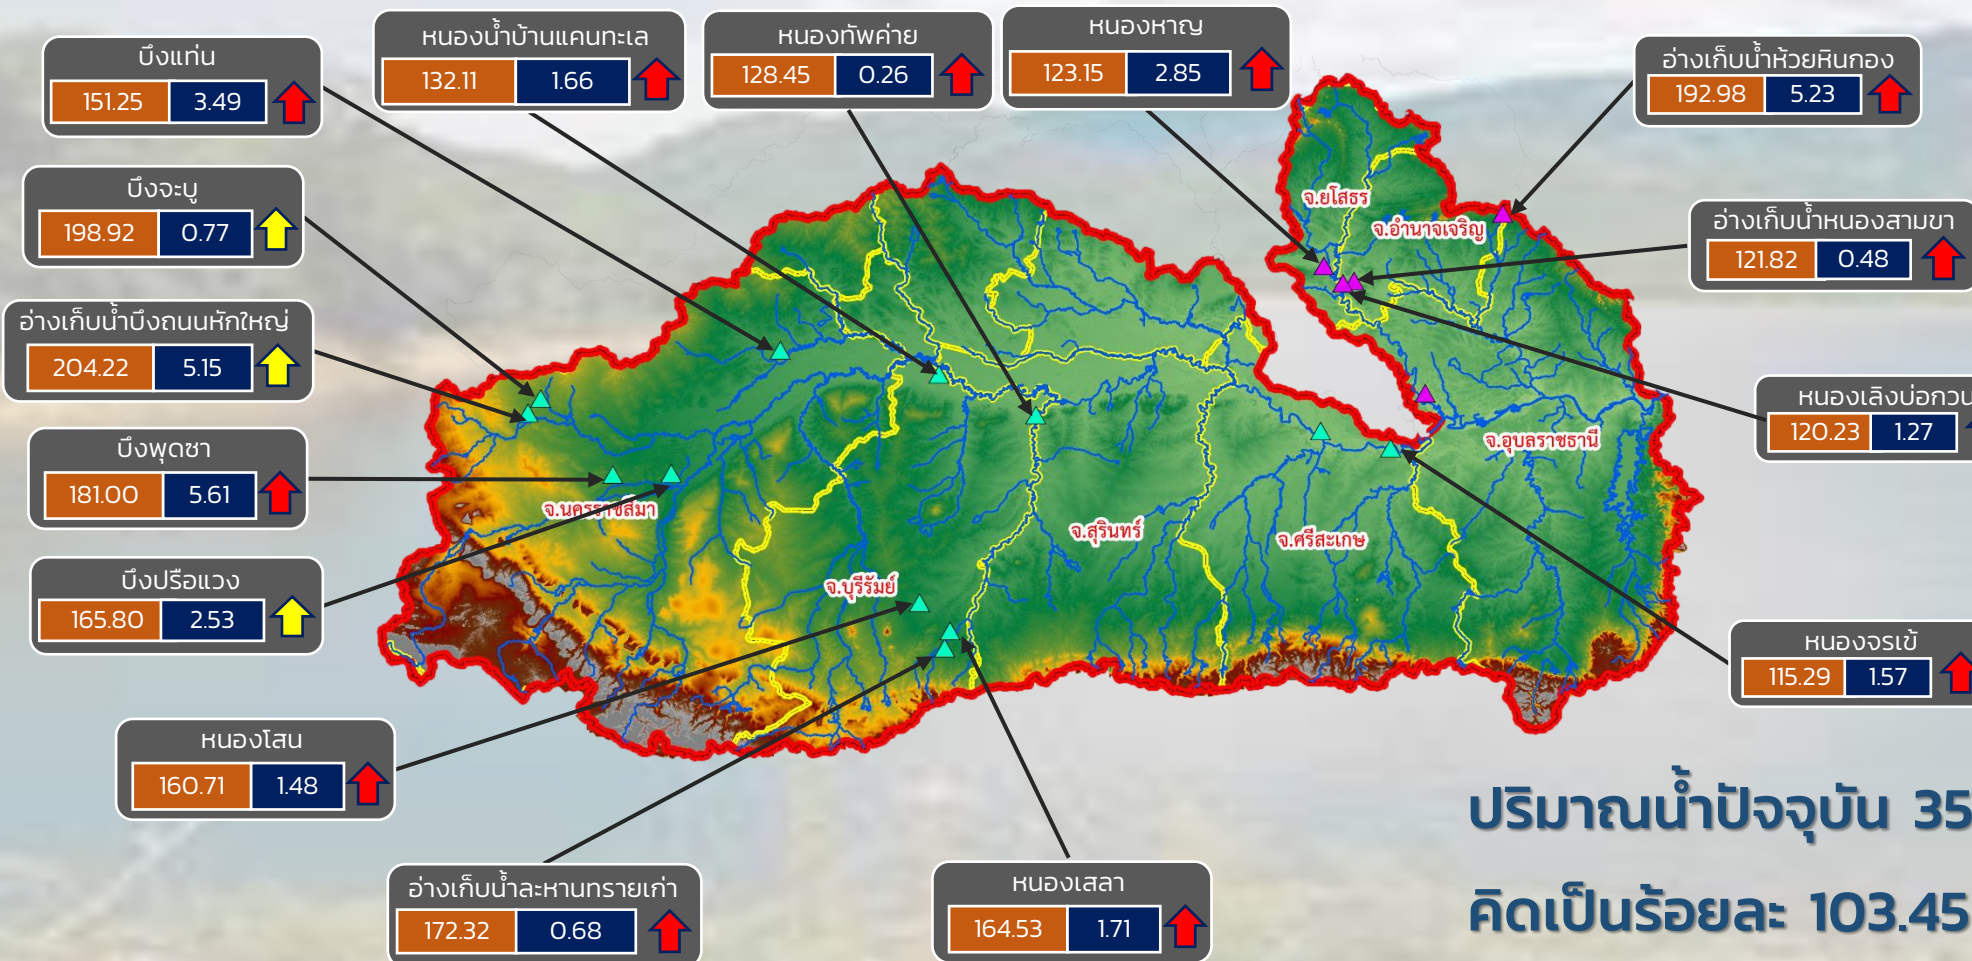 บึงแท่น
151.25 3.49
หนองน้ำบ้านแคนทะเล
132.11 1.66
หนองทัพค่าย
128.45 0.26
หนองหาญ
123.15 2.85
อ่างเก็บน้ำห้วยหินกอง
192.98 5.23
บึงจะบู
198.92 0.77
อ่างเก็บน้ำหนองสามขา
121.82 0.48
อ่างเก็บน้ำบึงถนนหักใหญ่
204.22 5.15
หนองเลิงบ่อกวน
120.23 1.27
บึงพุดซา
181.00 5.61
บึงปรือแวง
165.80 2.53
หนองจรเข้
115.29 1.57
หนองโสน
160.71 1.48
อ่างเก็บน้ำละหานทรายเก่า
172.32 0.68
หนองเสลา
164.53 1.71
จ.ยโสธร
จ.อำนาจเจริญ
จ.อุบลราชธานี
จ.นครราชสีมา
จ.สุรินทร์
จ.ศรีสะเกษ
จ.บุรีรัมย์
ปริมาณน้ำปัจจุบัน 35
คิดเป็นร้อยละ 103.45